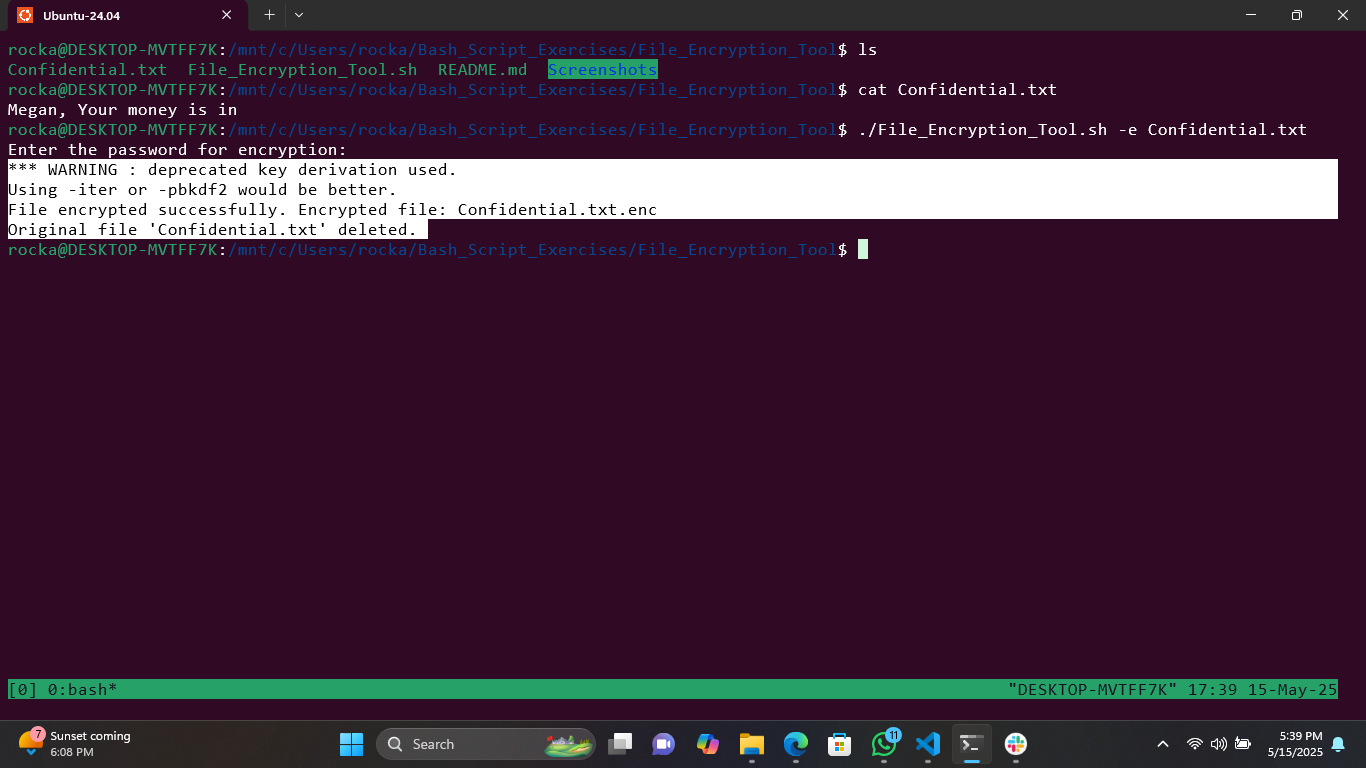 Ubuntu-24.04
rocka@DESKTOP-MVTFF7K:/mnt/c/Users/rocka/Bash_Script_Exercises/File_Encryption_Tool$ ls
Confidential.txt  File_Encryption_Tool.sh  README.md  Screenshots
rocka@DESKTOP-MVTFF7K:/mnt/c/Users/rocka/Bash_Script_Exercises/File_Encryption_Tool$ cat Confidential.txt
Megan, Your money is in
rocka@DESKTOP-MVTFF7K:/mnt/c/Users/rocka/Bash_Script_Exercises/File_Encryption_Tool$ ./File_Encryption_Tool.sh -e Confidential.txt
Enter the password for encryption:
*** WARNING : deprecated key derivation used.
Using -iter or -pbkdf2 would be better.
File encrypted successfully. Encrypted file: Confidential.txt.enc
Original file 'Confidential.txt' deleted.
rocka@DESKTOP-MVTFF7K:/mnt/c/Users/rocka/Bash_Script_Exercises/File_Encryption_Tool$
[0] 0:bash* "DESKTOP-MVTFF7K" 17:39 15-May-25
7
Sunset coming
6:08 PM
Search
11
5:39 PM
5/15/2025